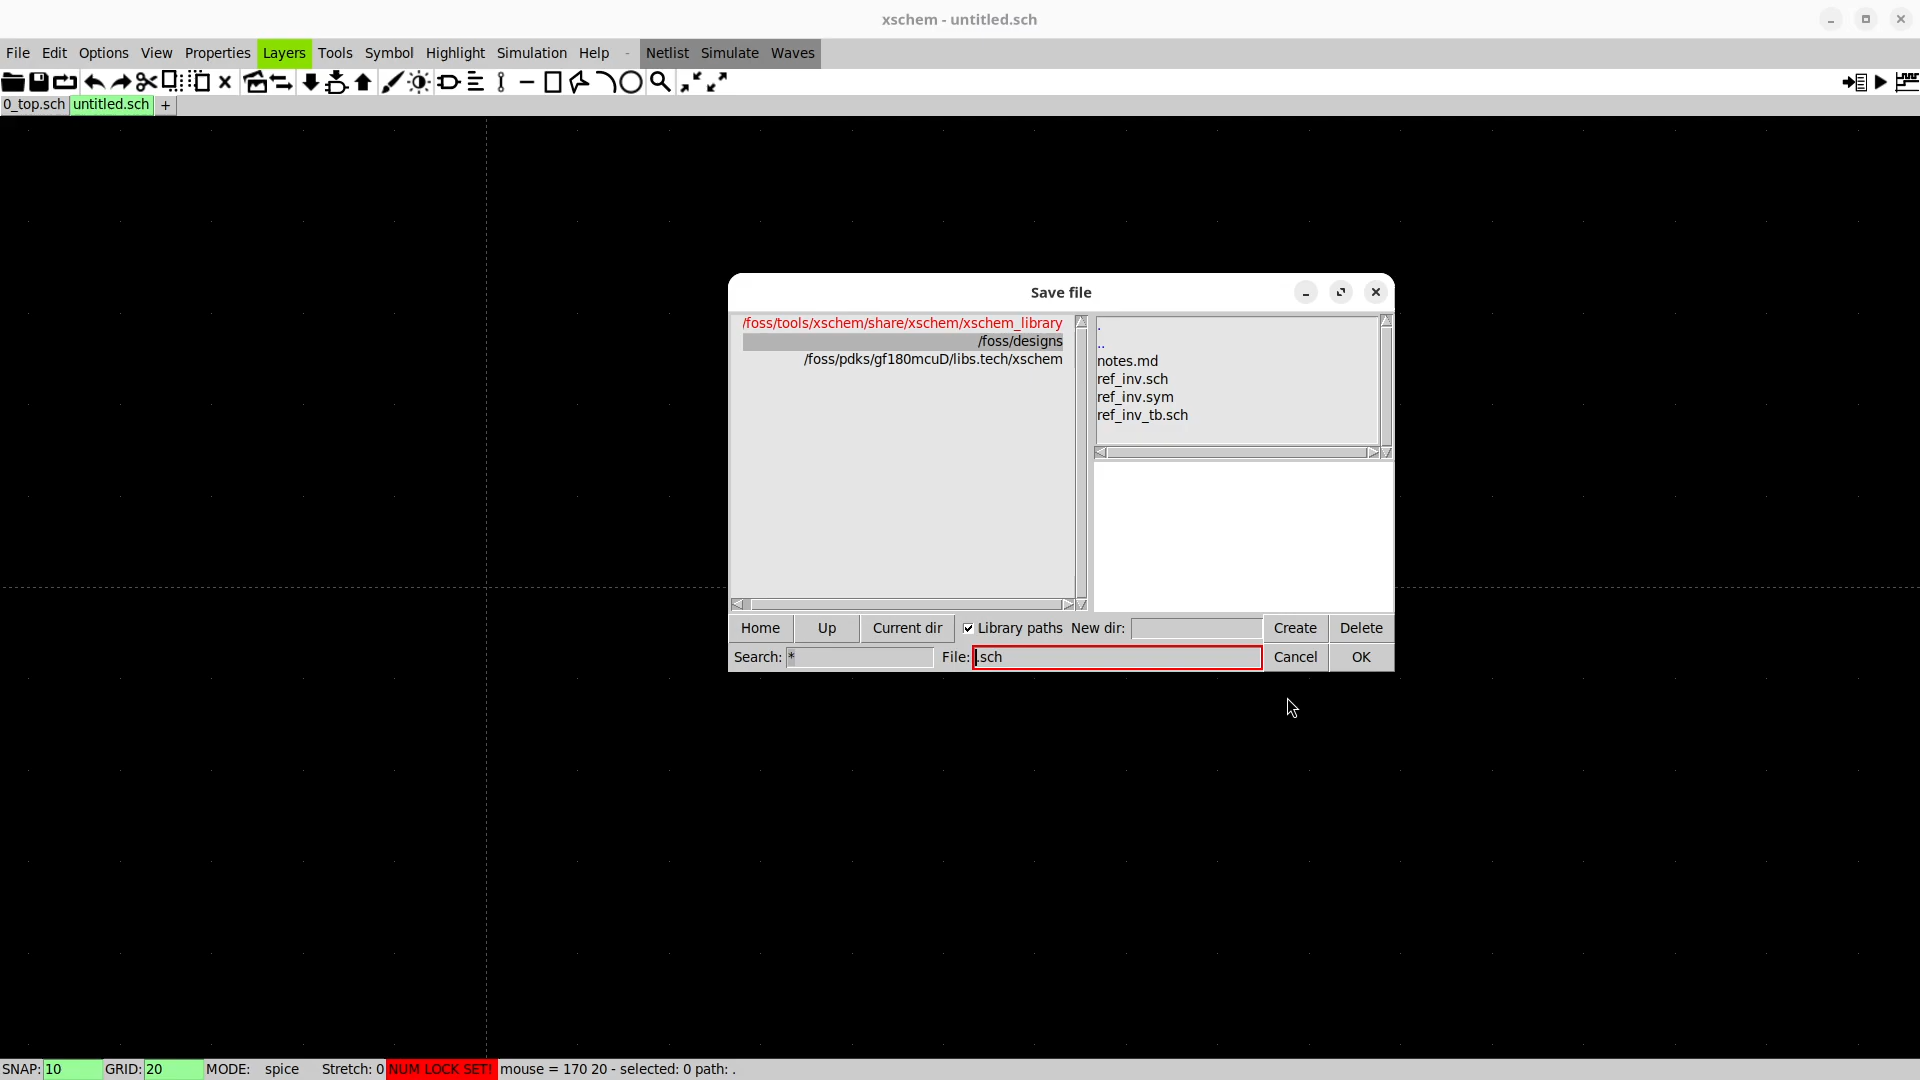 xschem - untitled.sch
File Edit Options View Properties Layers Tools Symbol Highlight Simulation Help - Netlist Simulate Waves
0_top.sch untitled.sch +
Save file
/foss/tools/xschem/share/xschem/xschem_library
/foss/designs
/foss/pdks/gf180mcuD/libs.tech/xschem
.
..
notes.md
ref_inv.sch
ref_inv.sym
ref_inv_tb.sch
Home Up Current dir Library paths New dir: Create Delete
Search: * File: .sch Cancel OK
SNAP: 10 GRID: 20 MODE: spice Stretch: 0 NUM LOCK SET! mouse = 170 20 - selected: 0 path: .